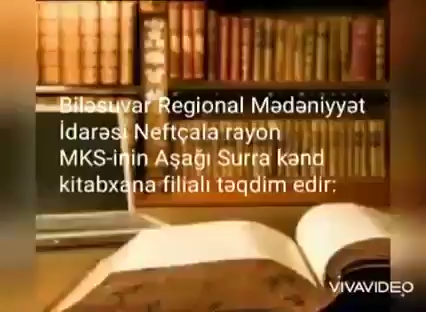 Biləsuvar Regional Mədəniyyət
İdarəsi Neftçala rayon
MKS-inin Aşağı Surra kənd
kitabxana filialı təqdim edir:
VIVAVIDEO